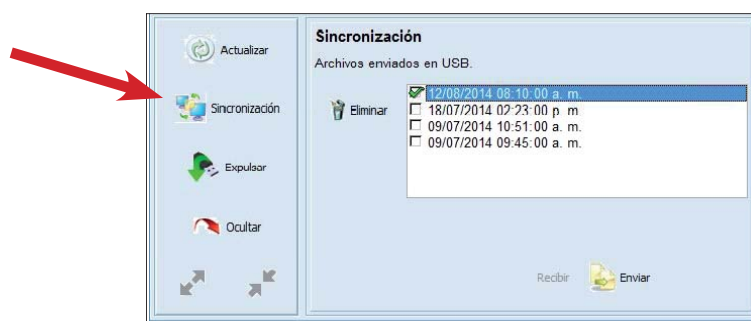 Actualizar
Sincronización
Expulsar
Ocultar
Sincronización
Archivos enviados en USB.
Eliminar
12/08/2014 08:10:00 a. m.
18/07/2014 02:23:00 p. m
09/07/2014 10:51:00 a. m.
09/07/2014 09:45:00 a. m.
Recibir
Enviar